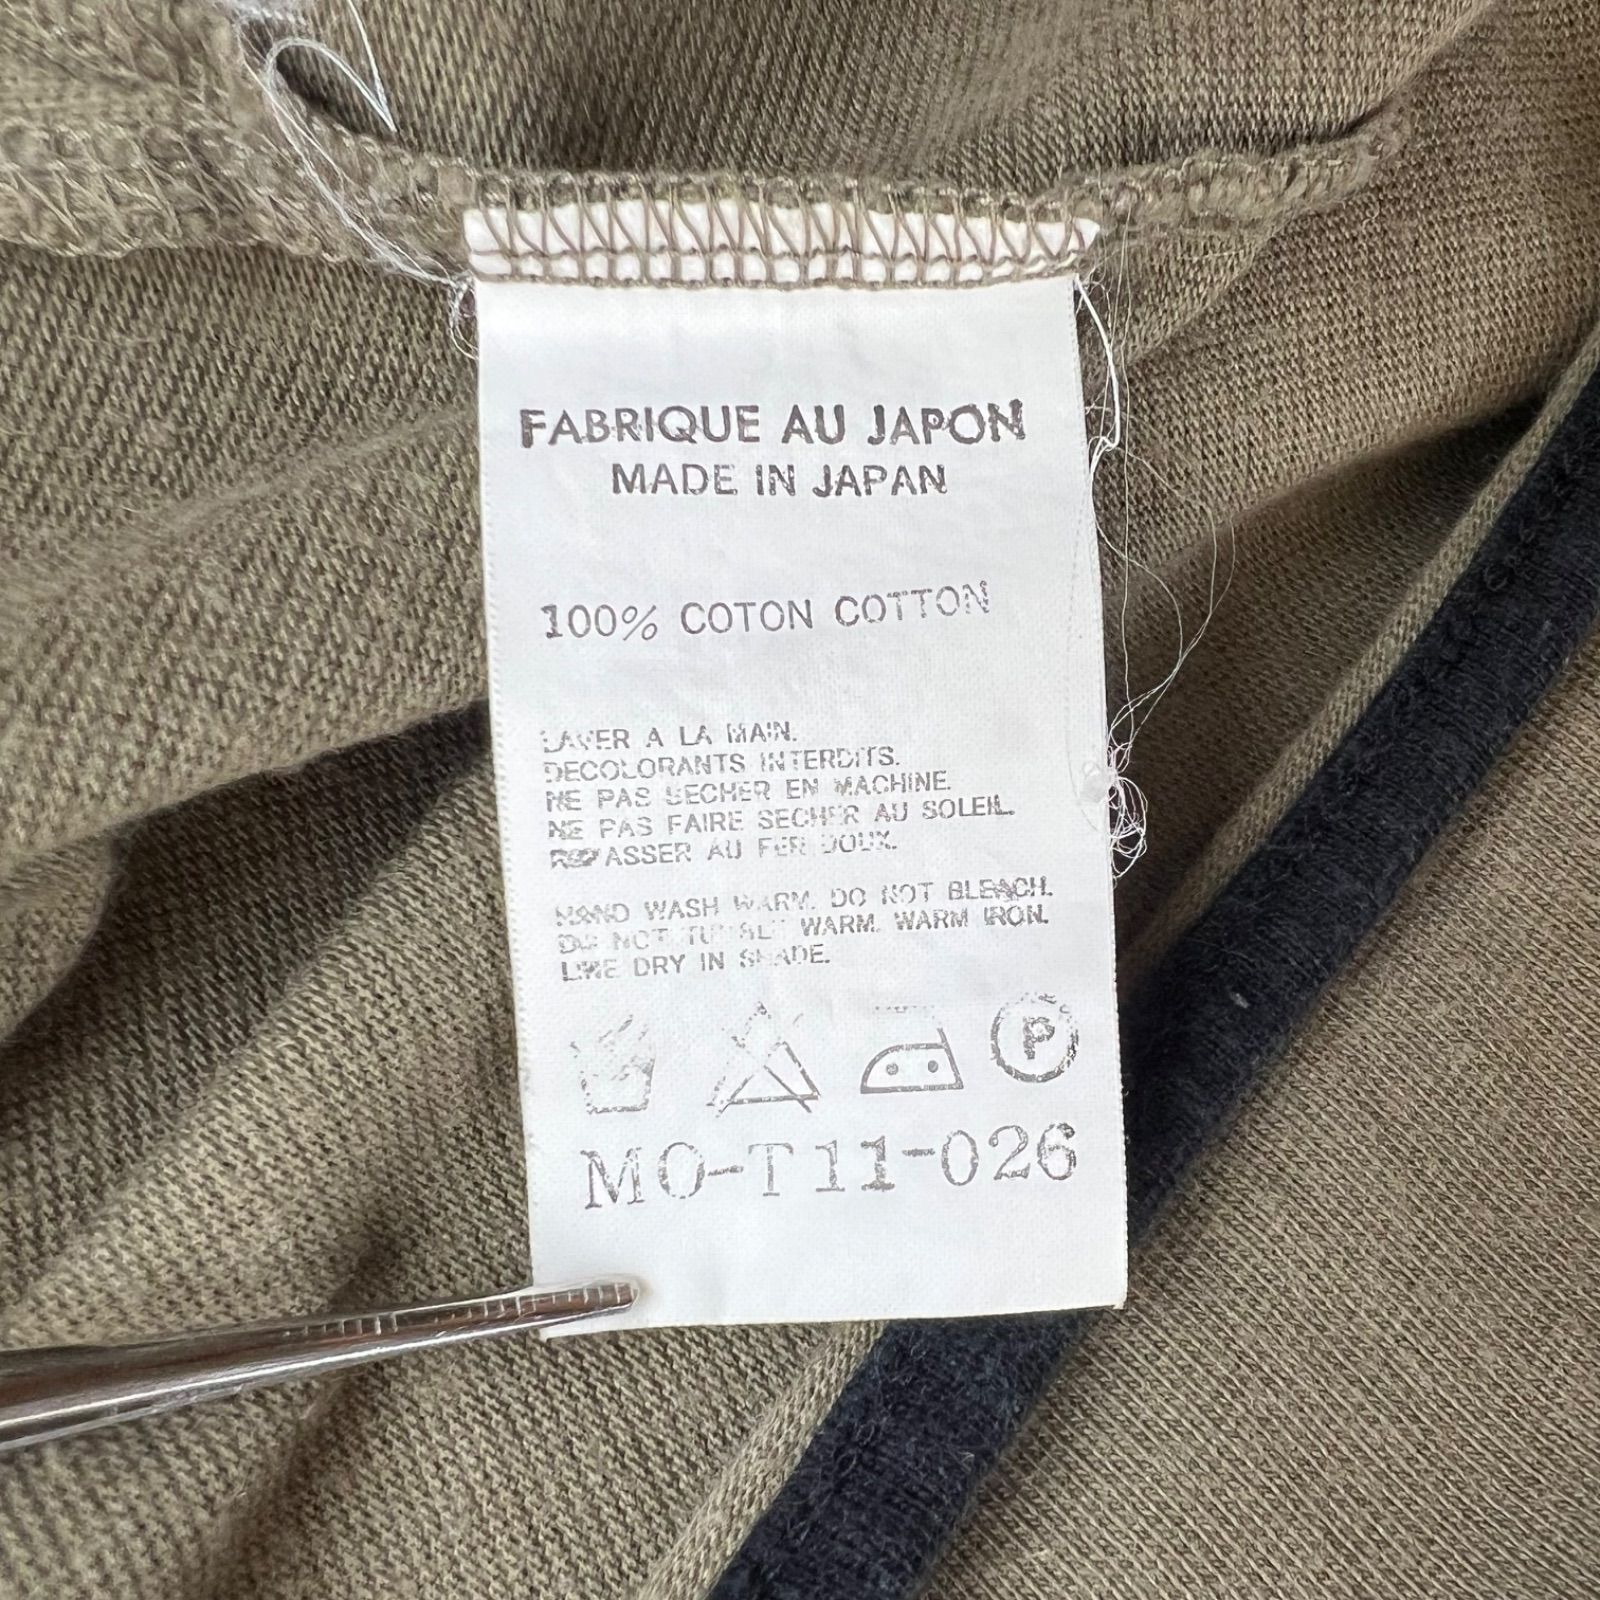 FABRIQUE AU JAPON
MADE IN JAPAN
100% COTON COTTON
LAVER A LA MAIN.
DECOLORANTS INTERDITS.
NE PAS SECHER EN MACHINE.
NE PAS FAIRE SECHER AU SOLEIL.
REPASSER AU FER DOUX.
HAND WASH WARM. DO NOT BLEACH.
DO NOT WARM. WARM IRON.
LINE DRY IN SHADE.
P
MO-T11-026